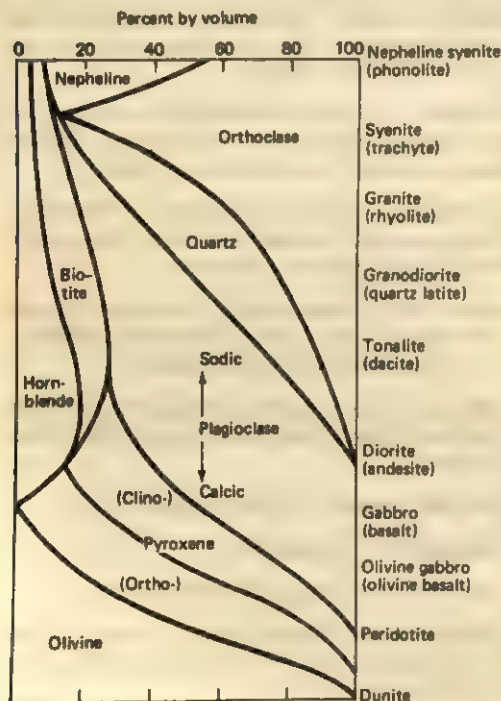 Percent by volume
0 20 40 60 80 100
Nepheline syenite
(phonolite)
Nepheline
Orthoclase
Syenite
(trachyte)
Granite
(rhyolite)
Quartz
Bio-
tite
Granodiorite
(quartz latite)
Sodic
Tonalite
(dacite)
Horn-
blende
Plagioclase
Diorite
(andesite)
(Clino-)
Calcic
Gabbro
(basalt)
Pyroxene
(Ortho-)
Olivine gabbro
(olivine basalt)
Olivine
Peridotite
Dunite